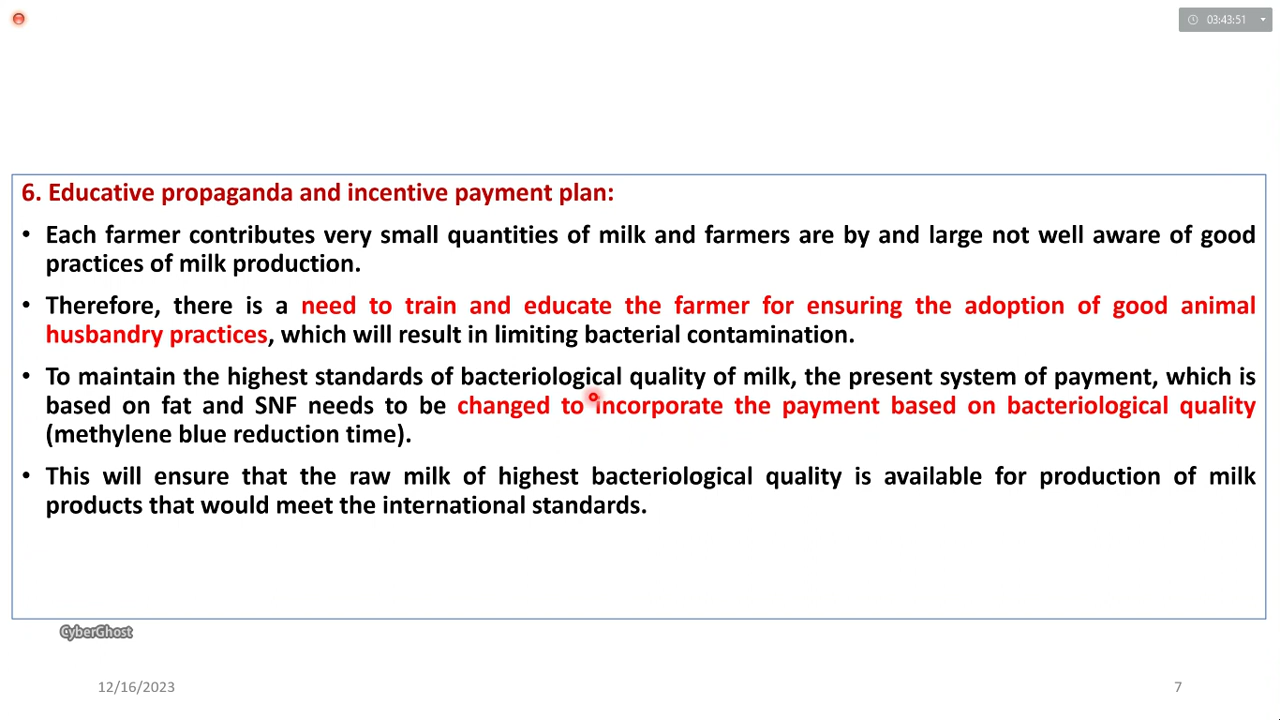 03:43:51
6. Educative propaganda and incentive payment plan:
• Each farmer contributes very small quantities of milk and farmers are by and large not well aware of good
practices of milk production.
• Therefore, there is a need to train and educate the farmer for ensuring the adoption of good animal
husbandry practices, which will result in limiting bacterial contamination.
• To maintain the highest standards of bacteriological quality of milk, the present system of payment, which is
based on fat and SNF needs to be changed to incorporate the payment based on bacteriological quality
(methylene blue reduction time).
• This will ensure that the raw milk of highest bacteriological quality is available for production of milk
products that would meet the international standards.
CyberGhost
12/16/2023
7